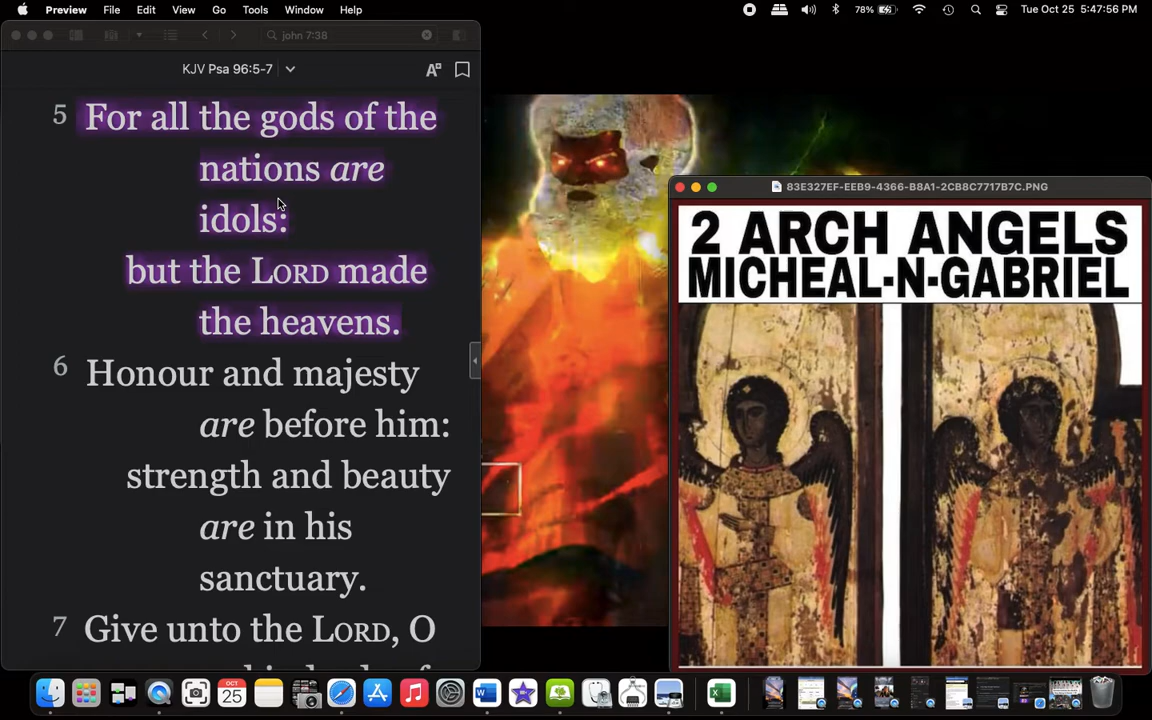 Preview File Edit View Go Tools Window Help 78% Tue Oct 25 5:47:56 PM
john 7:38
KJV Psa 96:5-7
5 For all the gods of the
nations are
idols:
but the LORD made
the heavens.
6 Honour and majesty
are before him:
strength and beauty
are in his
sanctuary.
7 Give unto the LORD, O
83E327EF-EEB9-4366-B8A1-2CB8C7717B7C.PNG
2 ARCH ANGELS
MICHEAL-N-GABRIEL
OCT
25